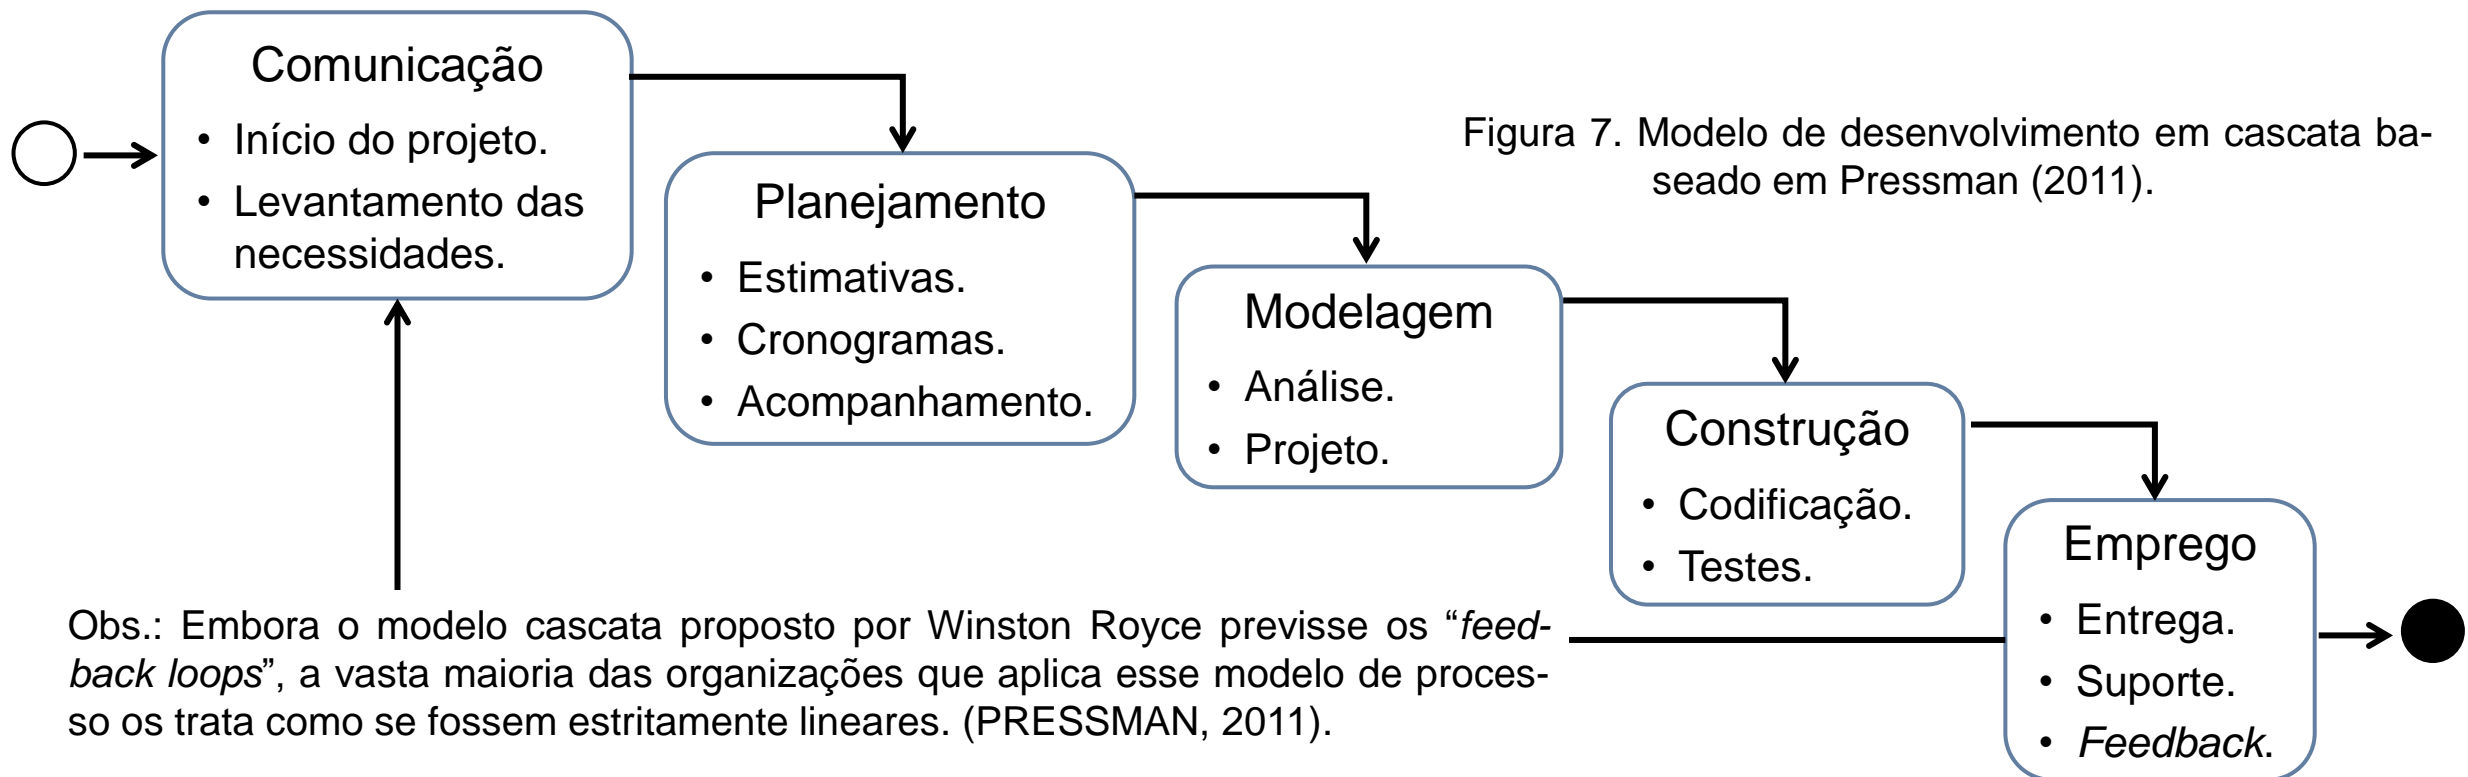 Comunicação
• Início do projeto.
• Levantamento das
necessidades.
Figura 7. Modelo de desenvolvimento em cascata ba-
seado em Pressman (2011).
Planejamento
• Estimativas.
• Cronogramas.
• Acompanhamento.
Modelagem
• Análise.
• Projeto.
Construção
• Codificação.
• Testes.
Emprego
• Entrega.
• Suporte.
• Feedback.
Obs.: Embora o modelo cascata proposto por Winston Royce previsse os “feed-
back loops”, a vasta maioria das organizações que aplica esse modelo de proces-
so os trata como se fossem estritamente lineares. (PRESSMAN, 2011).